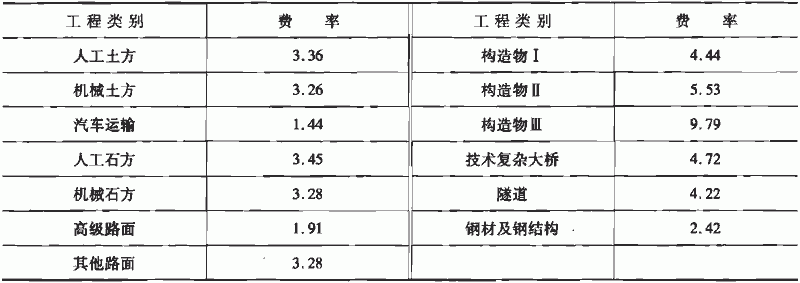 工程类别 费率 工程类别 费率
人工土方 3.36 构造物Ⅰ 4.44
机械土方 3.26 构造物Ⅱ 5.53
汽车运输 1.44 构造物Ⅲ 9.79
人工石方 3.45 技术复杂大桥 4.72
机械石方 3.28 隧道 4.22
高级路面 1.91 钢材及钢结构 2.42
其他路面 3.28